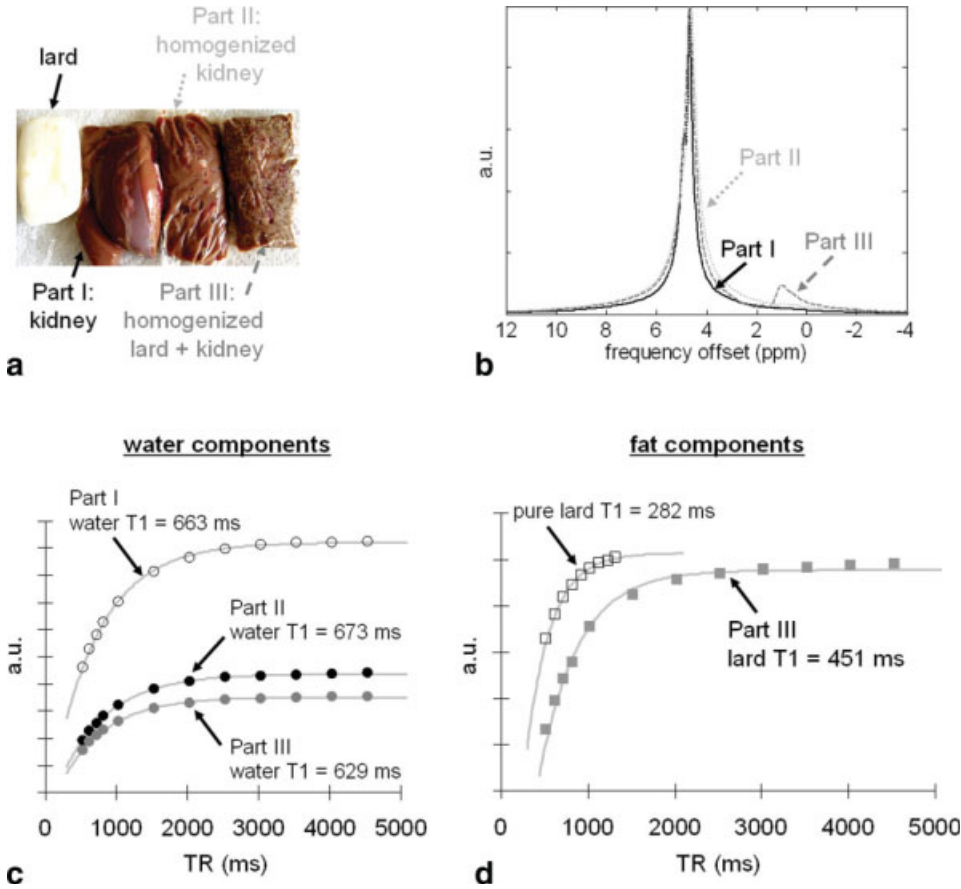 lard
Part II:
homogenized
kidney
Part I:
kidney
Part III:
homogenized
lard + kidney
a
a.u.
Part II
Part I
Part III
12 8 6 4 2 0 -2 -4
frequency offset (ppm)
b
water components
Part I
water T1 = 663 ms
Part II
water T1 = 673 ms
Part III
water T1 = 629 ms
a.u.
0 1000 2000 3000 4000 5000
TR (ms)
c
fat components
pure lard T1 = 282 ms
Part III
lard T1 = 451 ms
a.u.
0 1000 2000 3000 4000 5000
TR (ms)
d